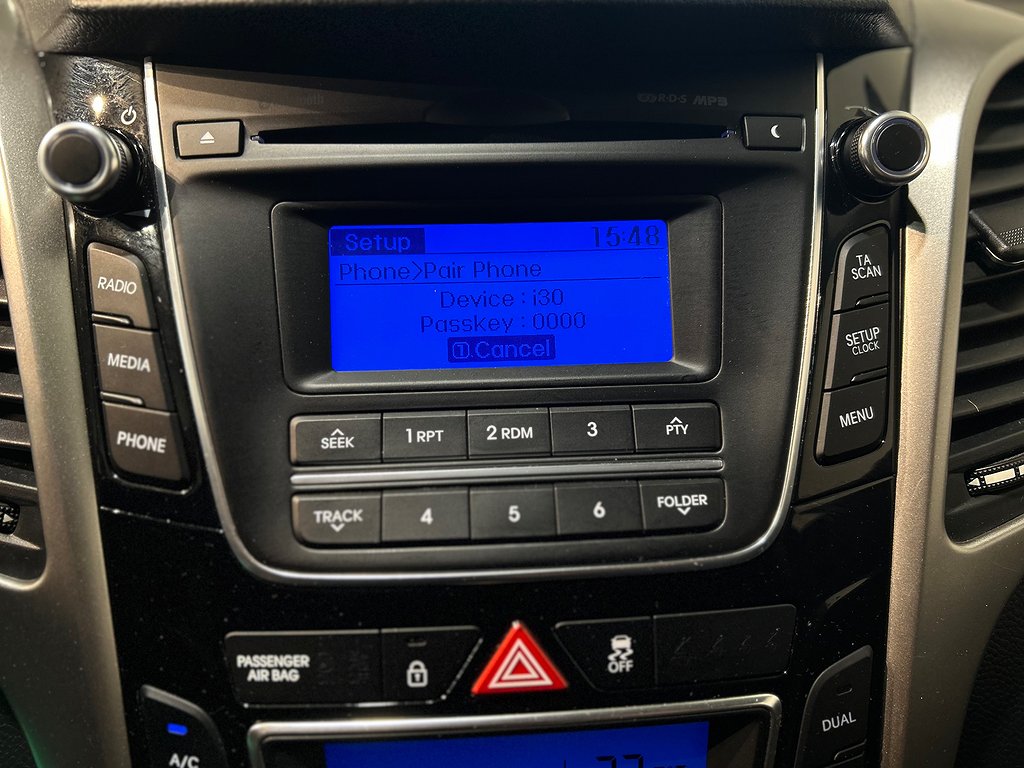 R·D·S MP3
Setup 15:48
Phone>Pair Phone
Device : i30
Passkey : 0000
1.Cancel
RADIO
MEDIA
PHONE
TA
SCAN
SETUP
CLOCK
MENU
SEEK
1 RPT
2 RDM
3
PTY
TRACK
4
5
6
FOLDER
PASSENGER
AIR BAG
OFF
A/C
DUAL